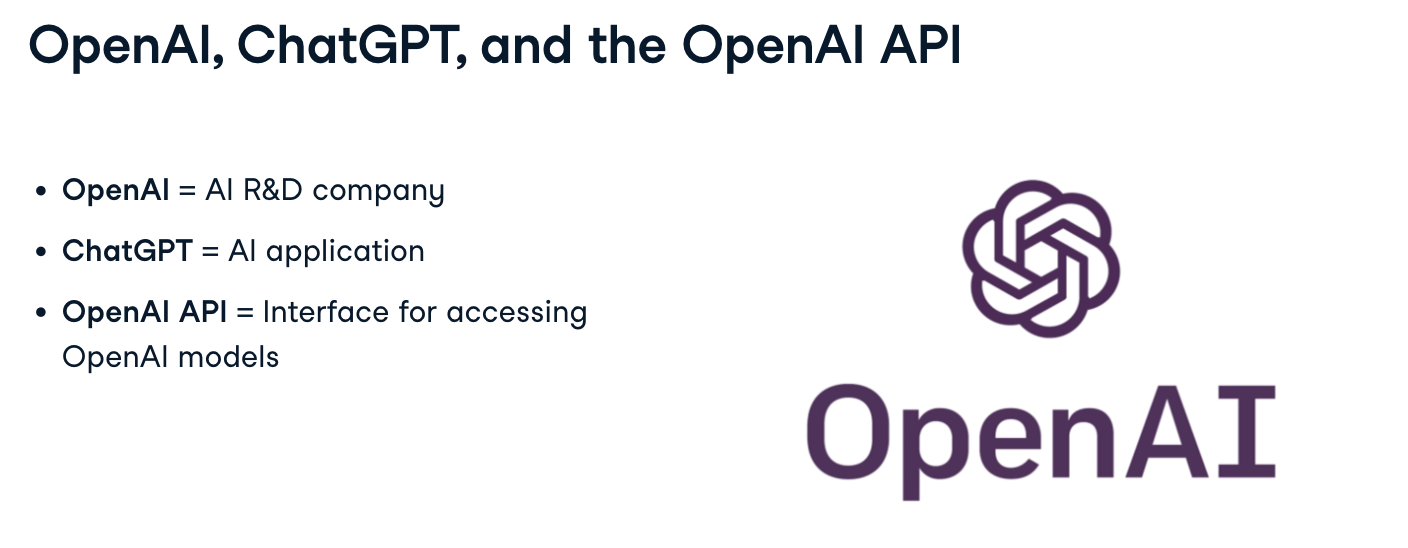 OpenAI, ChatGPT, and the OpenAI API
• OpenAI = AI R&D company
• ChatGPT = AI application
• OpenAI API = Interface for accessing
OpenAI models
OpenAI